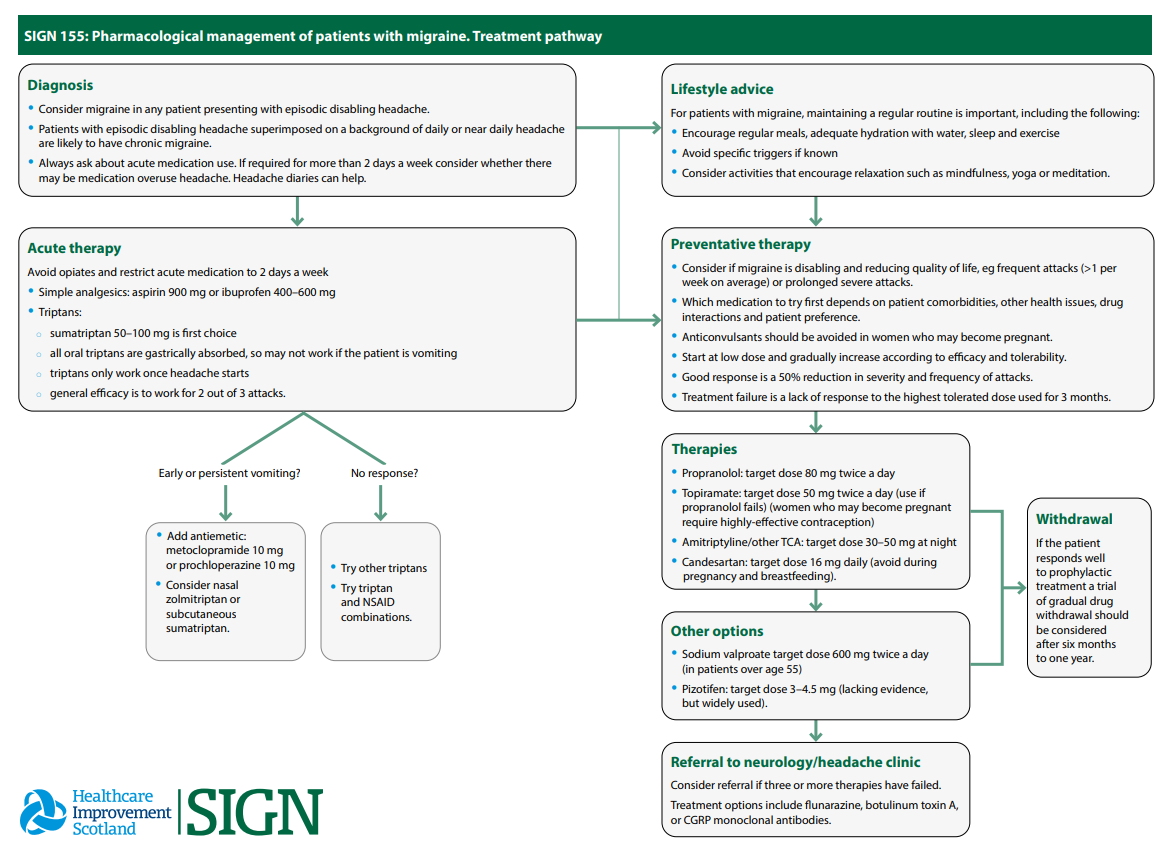 SIGN 155: Pharmacological management of patients with migraine. Treatment pathway
Diagnosis
• Consider migraine in any patient presenting with episodic disabling headache.
• Patients with episodic disabling headache superimposed on a background of daily or near daily headache
are likely to have chronic migraine.
• Always ask about acute medication use. If required for more than 2 days a week consider whether there
may be medication overuse headache. Headache diaries can help.
Lifestyle advice
For patients with migraine, maintaining a regular routine is important, including the following:
• Encourage regular meals, adequate hydration with water, sleep and exercise
• Avoid specific triggers if known
• Consider activities that encourage relaxation such as mindfulness, yoga or meditation.
Acute therapy
Avoid opiates and restrict acute medication to 2 days a week
• Simple analgesics: aspirin 900 mg or ibuprofen 400–600 mg
• Triptans:
○ sumatriptan 50–100 mg is first choice
○ all oral triptans are gastrically absorbed, so may not work if the patient is vomiting
○ triptans only work once headache starts
○ general efficacy is to work for 2 out of 3 attacks.
Early or persistent vomiting?
No response?
• Add antiemetic:
metoclopramide 10 mg
or prochloperazine 10 mg
• Consider nasal
zolmitriptan or
subcutaneous
sumatriptan.
• Try other triptans
• Try triptan
and NSAID
combinations.
Preventative therapy
• Consider if migraine is disabling and reducing quality of life, eg frequent attacks (>1 per
week on average) or prolonged severe attacks.
• Which medication to try first depends on patient comorbidities, other health issues, drug
interactions and patient preference.
• Anticonvulsants should be avoided in women who may become pregnant.
• Start at low dose and gradually increase according to efficacy and tolerability.
• Good response is a 50% reduction in severity and frequency of attacks.
• Treatment failure is a lack of response to the highest tolerated dose used for 3 months.
Therapies
• Propranolol: target dose 80 mg twice a day
• Topiramate: target dose 50 mg twice a day (use if
propranolol fails) (women who may become pregnant
require highly-effective contraception)
• Amitriptyline/other TCA: target dose 30–50 mg at night
• Candesartan: target dose 16 mg daily (avoid during
pregnancy and breastfeeding).
Withdrawal
If the patient
responds well
to prophylactic
treatment a trial
of gradual drug
withdrawal should
be considered
after six months
to one year.
Other options
• Sodium valproate target dose 600 mg twice a day
(in patients over age 55)
• Pizotifen: target dose 3–4.5 mg (lacking evidence,
but widely used).
Referral to neurology/headache clinic
Consider referral if three or more therapies have failed.
Treatment options include flunarazine, botulinum toxin A,
or CGRP monoclonal antibodies.
Healthcare
Improvement
Scotland
SIGN